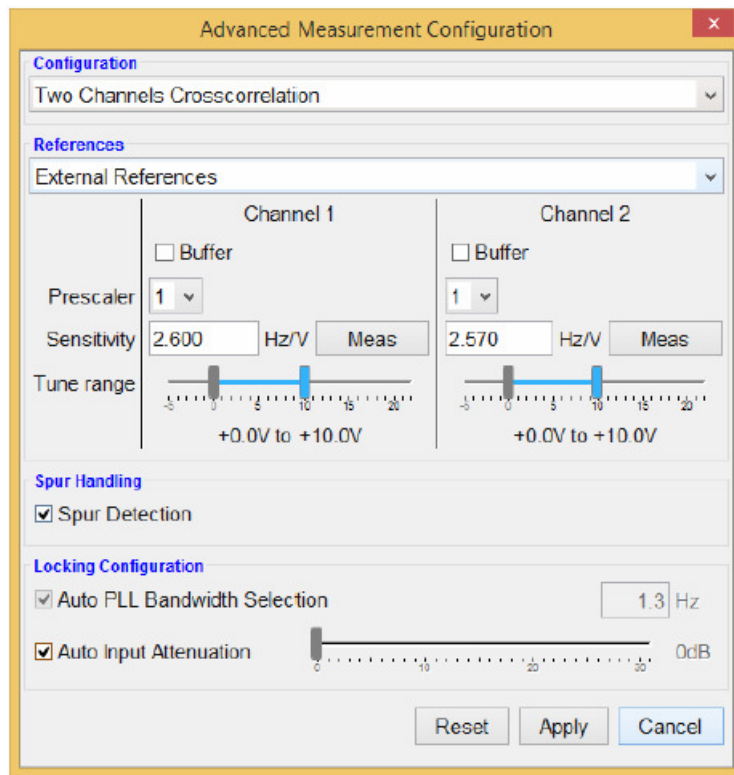 Advanced Measurement Configuration
x
Configuration
Two Channels Crosscorrelation
References
External References
Channel 1
Channel 2
Buffer
Buffer
Prescaler 1 1
Sensitivity 2.600 Hz/V Meas 2.570 Hz/V Meas
Tune range
-5 0 5 10 15 20 -5 0 5 10 15 20
+0.0V to +10.0V +0.0V to +10.0V
Spur Handling
Spur Detection
Locking Configuration
Auto PLL Bandwidth Selection 1.3 Hz
Auto Input Attenuation 0dB
0 10 20 30
Reset Apply Cancel